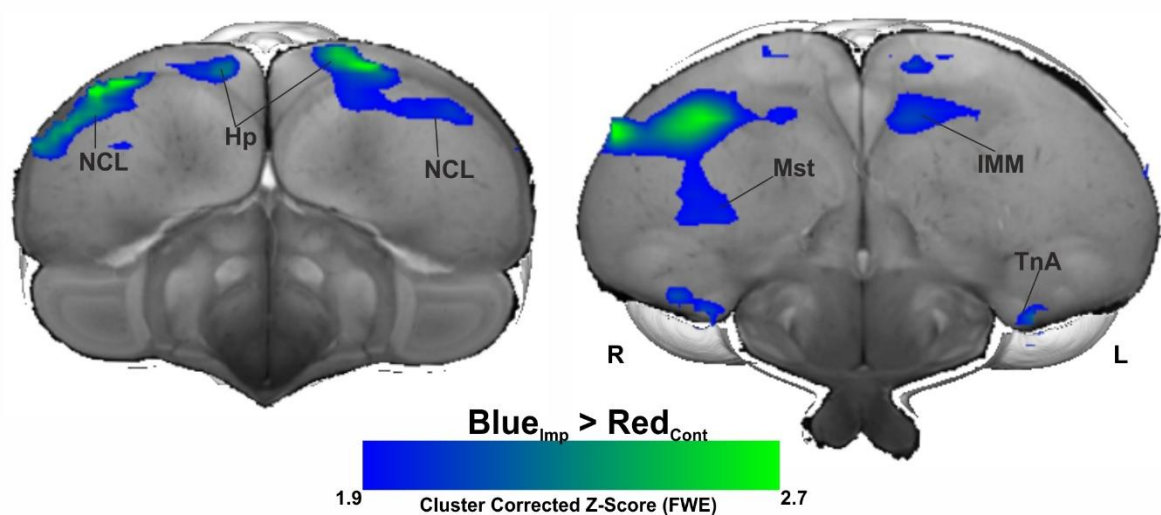 Hp
NCL
NCL
Mst
IMM
TnA
R
L
Blue_Imp > Red_Cont
1.9
2.7
Cluster Corrected Z-Score (FWE)